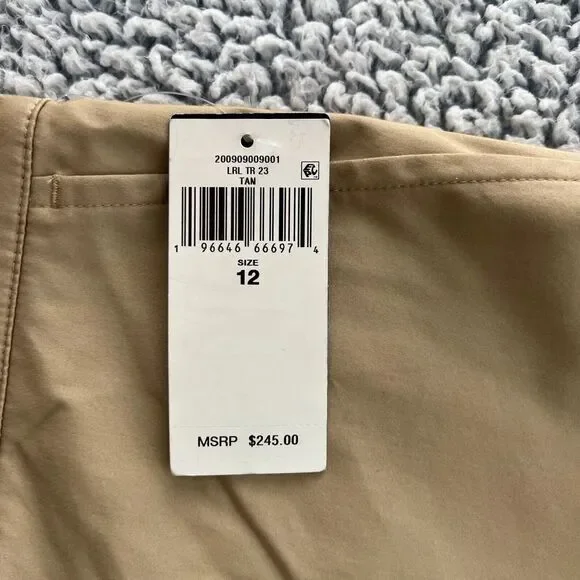 200909009001
LRL TR 23
TAN
1 96646 66697 4
SIZE
12
MSRP $245.00